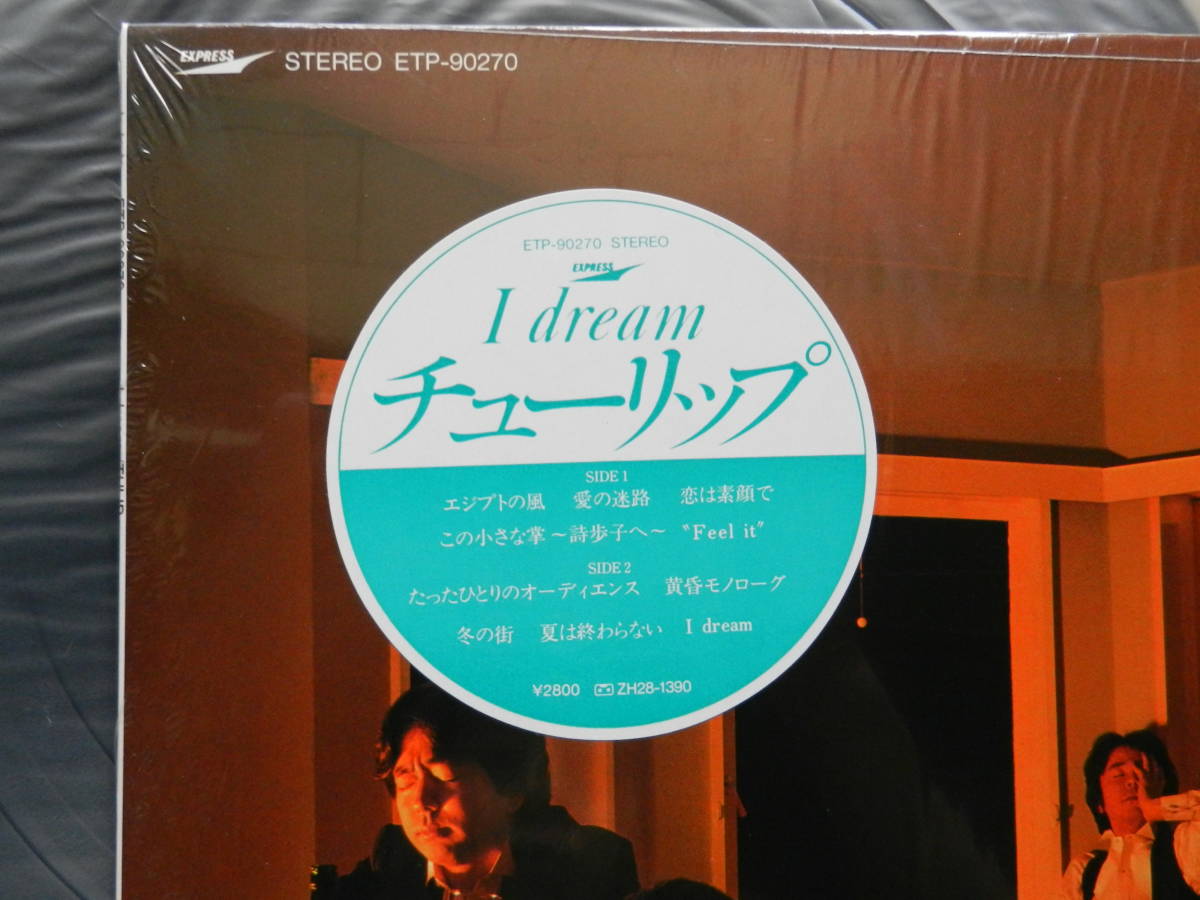 EXPRESS STEREO ETP-90270
ETP-90270 STEREO
EXPRESS
I dream
チューリップ
SIDE 1
エジプトの風 愛の迷路 恋は素顔で
この小さな掌〜詩歩子へ〜 “Feel it”
SIDE 2
たったひとりのオーディエンス 黄昏モノローグ
冬の街 夏は終わらない I dream
¥2800 ZH28-1390